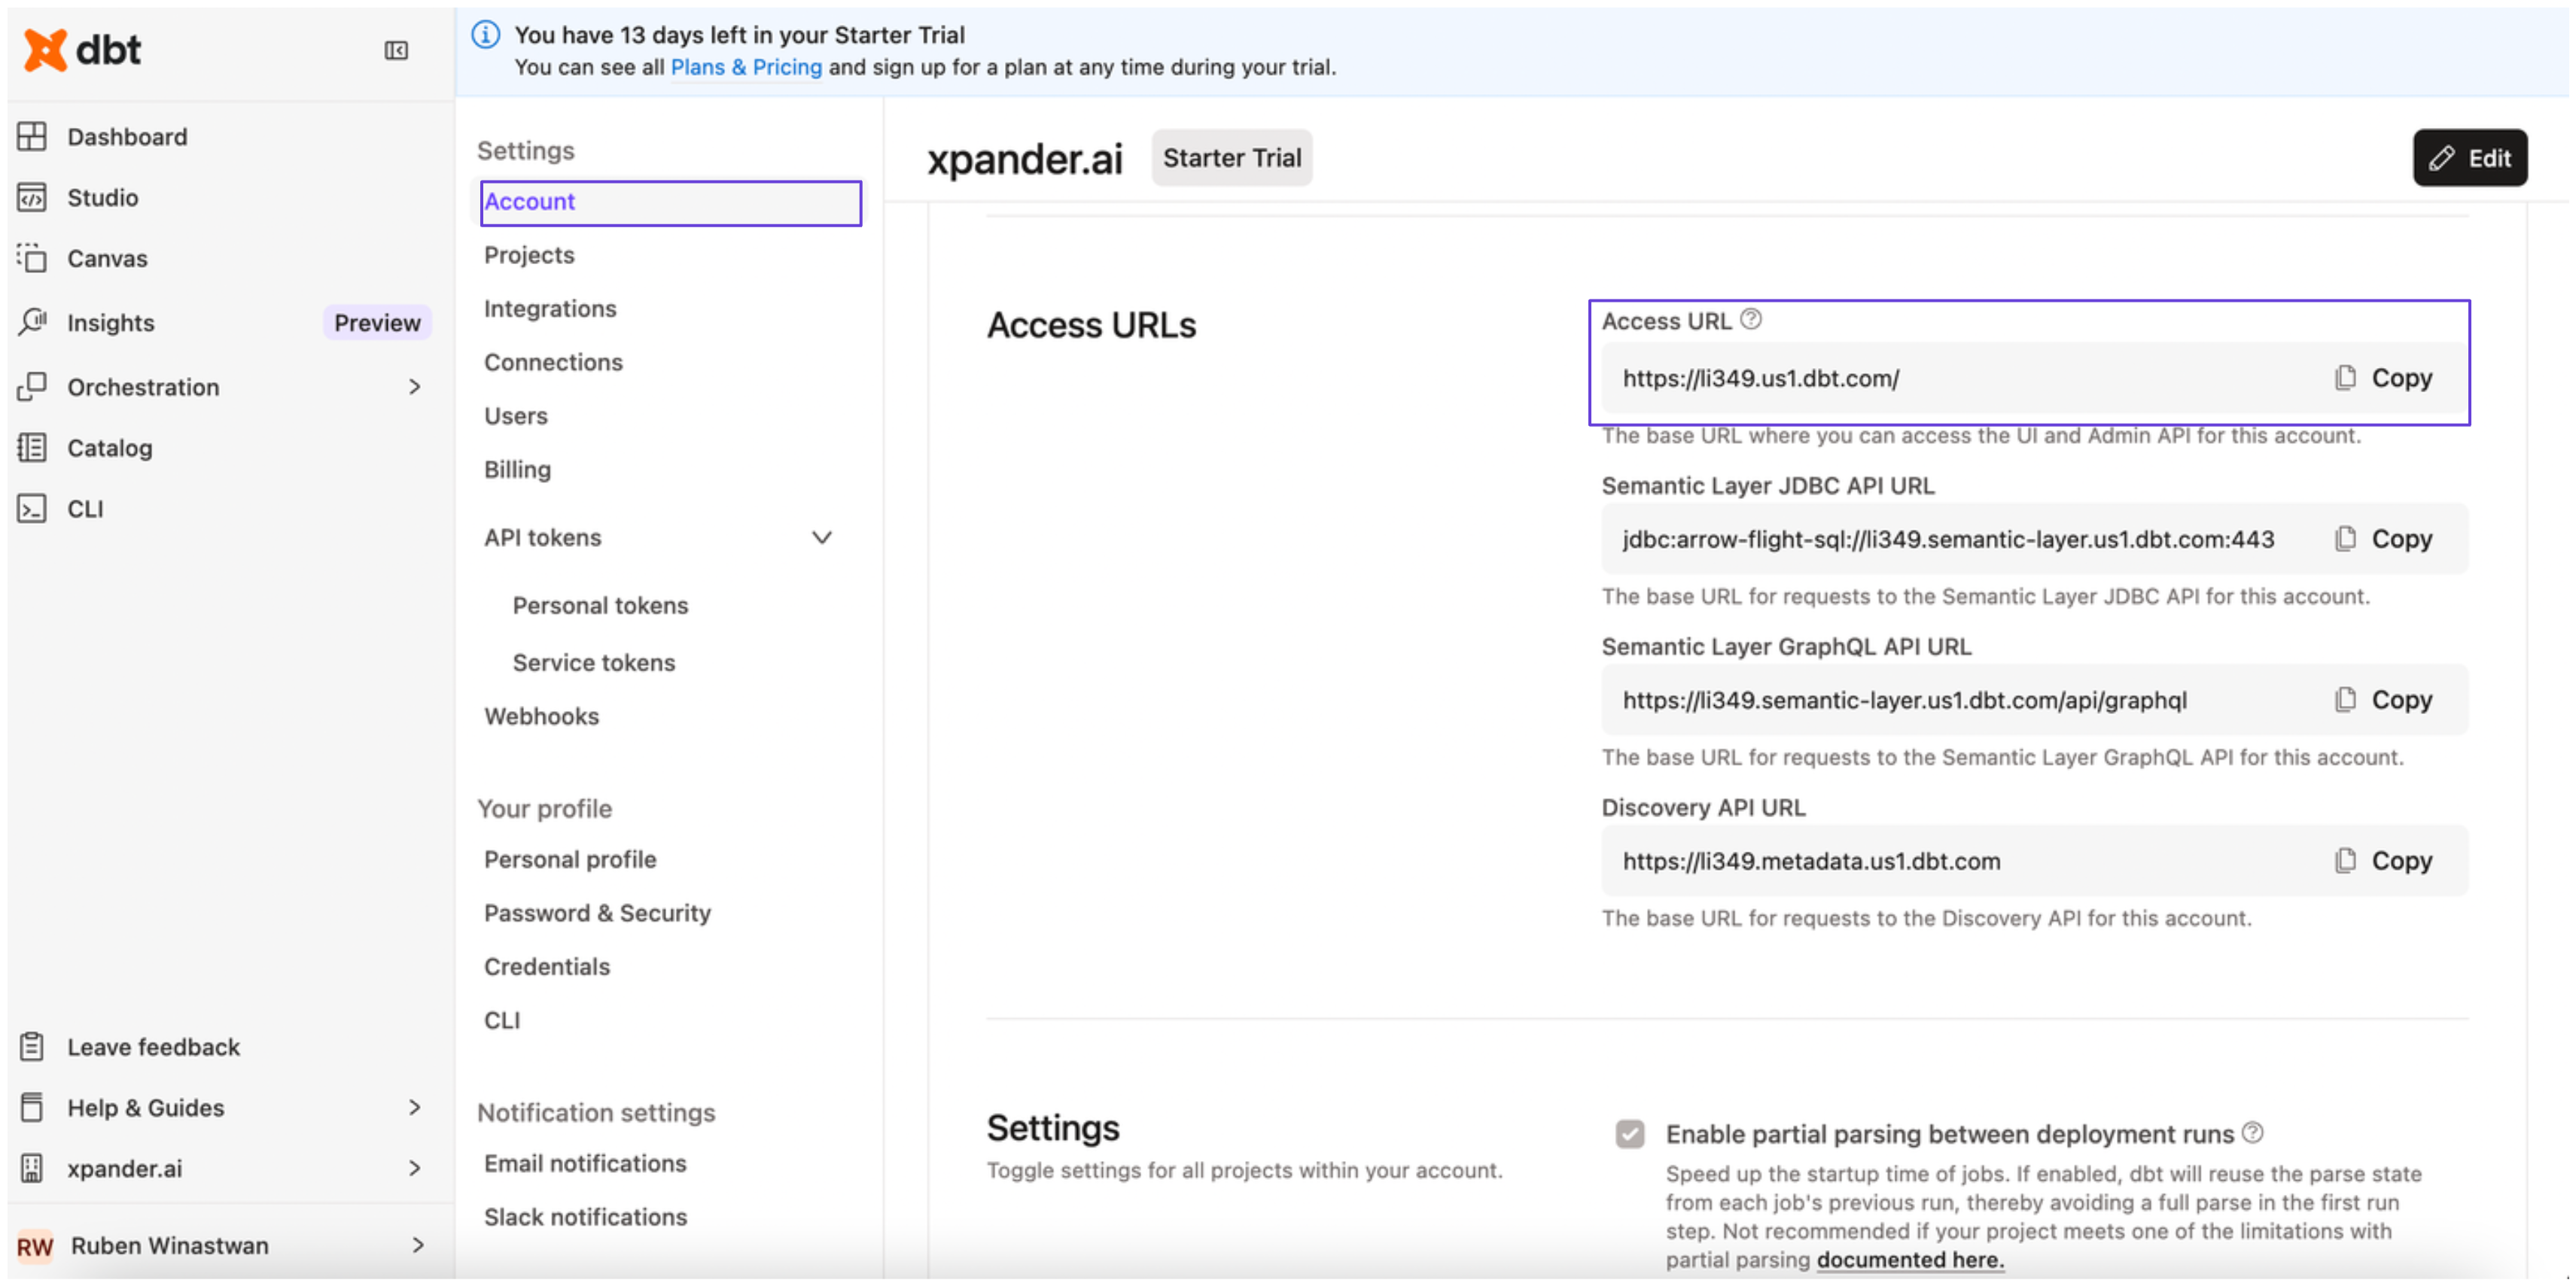 dbt
You have 13 days left in your Starter Trial
You can see all Plans & Pricing and sign up for a plan at any time during your trial.
Dashboard
Studio
Canvas
Insights
Preview
Orchestration
Catalog
CLI
Leave feedback
Help & Guides
xpander.ai
RW
Ruben Winastwan
Settings
Account
Projects
Integrations
Connections
Users
Billing
API tokens
Personal tokens
Service tokens
Webhooks
Your profile
Personal profile
Password & Security
Credentials
CLI
Notification settings
Email notifications
Slack notifications
xpander.ai
Starter Trial
Edit
Access URLs
Access URL
https://li349.us1.dbt.com/
Copy
The base URL where you can access the UI and Admin API for this account.
Semantic Layer JDBC API URL
jdbc:arrow-flight-sql://li349.semantic-layer.us1.dbt.com:443
Copy
The base URL for requests to the Semantic Layer JDBC API for this account.
Semantic Layer GraphQL API URL
https://li349.semantic-layer.us1.dbt.com/api/graphql
Copy
The base URL for requests to the Semantic Layer GraphQL API for this account.
Discovery API URL
https://li349.metadata.us1.dbt.com
Copy
The base URL for requests to the Discovery API for this account.
Settings
Toggle settings for all projects within your account.
Enable partial parsing between deployment runs
Speed up the startup time of jobs. If enabled, dbt will reuse the parse state
from each job's previous run, thereby avoiding a full parse in the first run
step. Not recommended if your project meets one of the limitations with
partial parsing documented here.